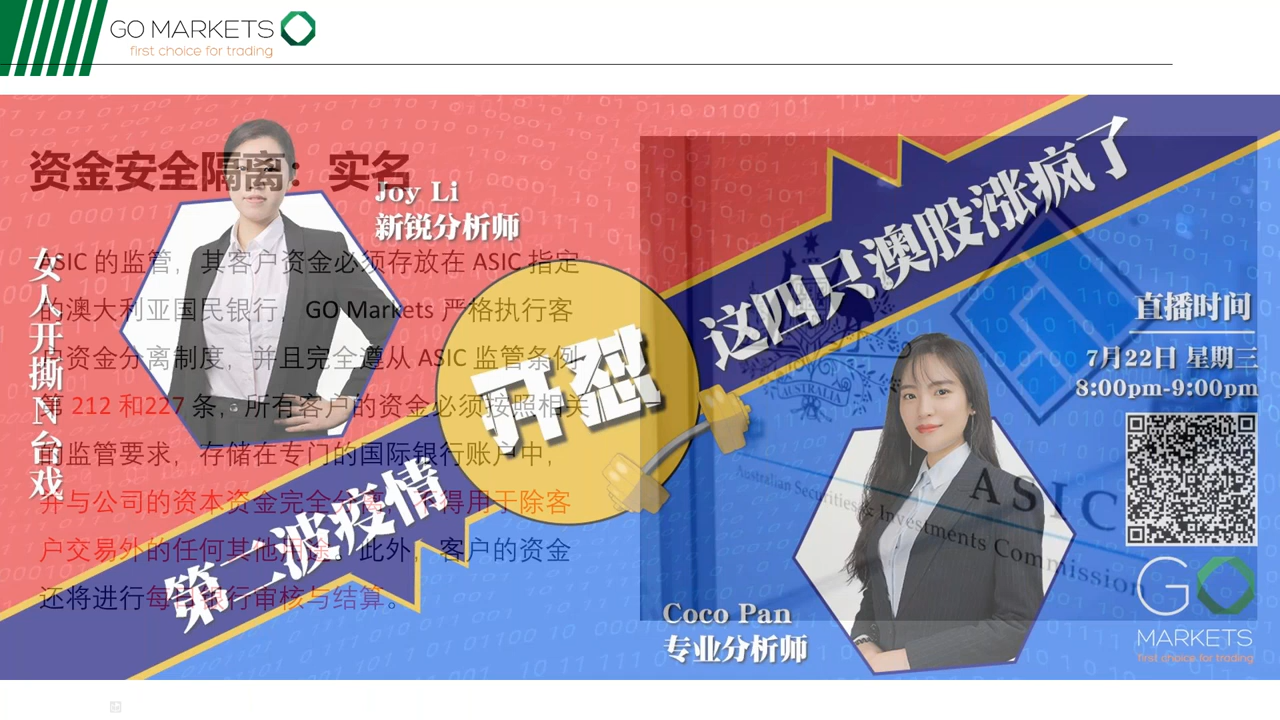 GO MARKETS
first choice for trading
资金安全隔离：实名
Joy Li
新锐分析师
女人开撕N台戏
ASIC 的监管，其客户资金必须存放在 ASIC 指定
的澳大利亚国民银行，GO Markets 严格执行客
户资金分离制度，并且完全遵从 ASIC 监管条例
第 212 和227 条，所有客户的资金必须按照相关
的监管要求，存储在专门的国际银行账户中，
并与公司的资本资金完全分离，不得用于除客
户交易外的任何其他用途。此外，客户的资金
还将进行每日银行审核与结算。
第二波疫情
开怼
这四只澳股涨疯了
直播时间
7月22日 星期三
8:00pm-9:00pm
AUSTRALIA
ASIC
Australian Securities & Investments Commission
Coco Pan
专业分析师
GO
MARKETS
first choice for trading